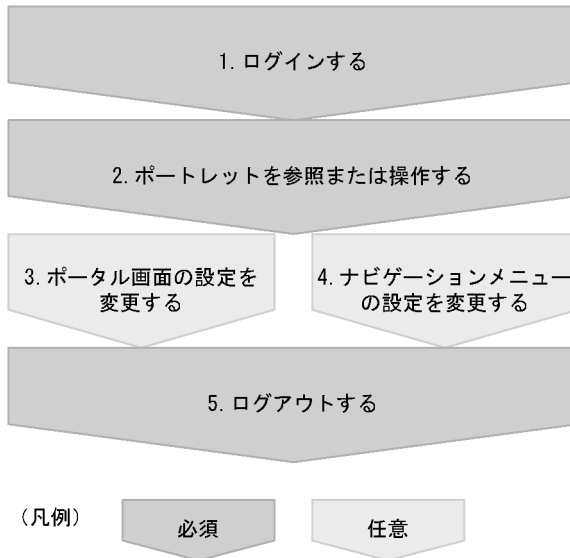 1. ログインする
2. ポートレットを参照または操作する
3. ポータル画面の設定を
変更する
4. ナビゲーションメニュー
の設定を変更する
5. ログアウトする
(凡例)
必須
任意